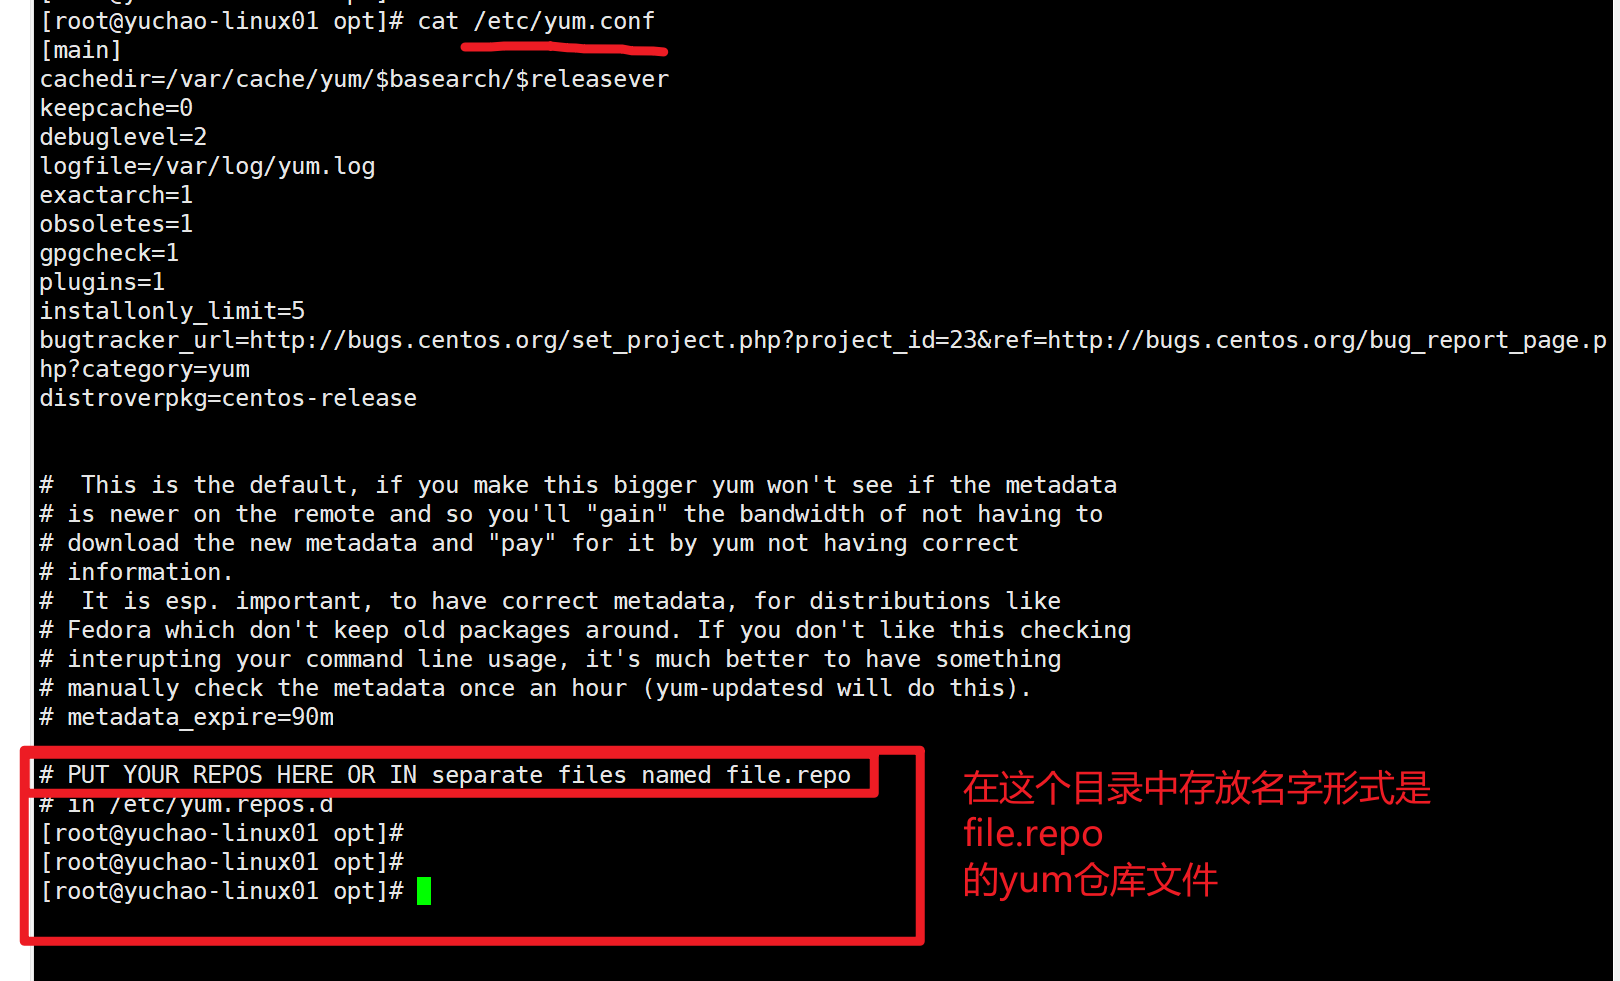 [root@yuchao-linux01 opt]# cat /etc/yum.conf
[main]
cachedir=/var/cache/yum/$basearch/$releasever
keepcache=0
debuglevel=2
logfile=/var/log/yum.log
exactarch=1
obsoletes=1
gpgcheck=1
plugins=1
installonly_limit=5
bugtracker_url=http://bugs.centos.org/set_project.php?project_id=23&ref=http://bugs.centos.org/bug_report_page.p
hp?category=yum
distroverpkg=centos-release
#  This is the default, if you make this bigger yum won't see if the metadata
# is newer on the remote and so you'll "gain" the bandwidth of not having to
# download the new metadata and "pay" for it by yum not having correct
# information.
#  It is esp. important, to have correct metadata, for distributions like
# Fedora which don't keep old packages around. If you don't like this checking
# interupting your command line usage, it's much better to have something
# manually check the metadata once an hour (yum-updatesd will do this).
# metadata_expire=90m
# PUT YOUR REPOS HERE OR IN separate files named file.repo
# in /etc/yum.repos.d
[root@yuchao-linux01 opt]#
[root@yuchao-linux01 opt]#
[root@yuchao-linux01 opt]#
在这个目录中存放名字形式是
file.repo
的yum仓库文件